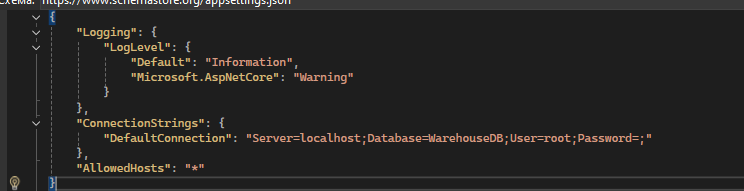 Схема: https://www.schemastore.org/appsettings.json
{
"Logging": {
"LogLevel": {
"Default": "Information",
"Microsoft.AspNetCore": "Warning"
}
},
"ConnectionStrings": {
"DefaultConnection": "Server=localhost;Database=WarehouseDB;User=root;Password=;"
},
"AllowedHosts": "*"
}